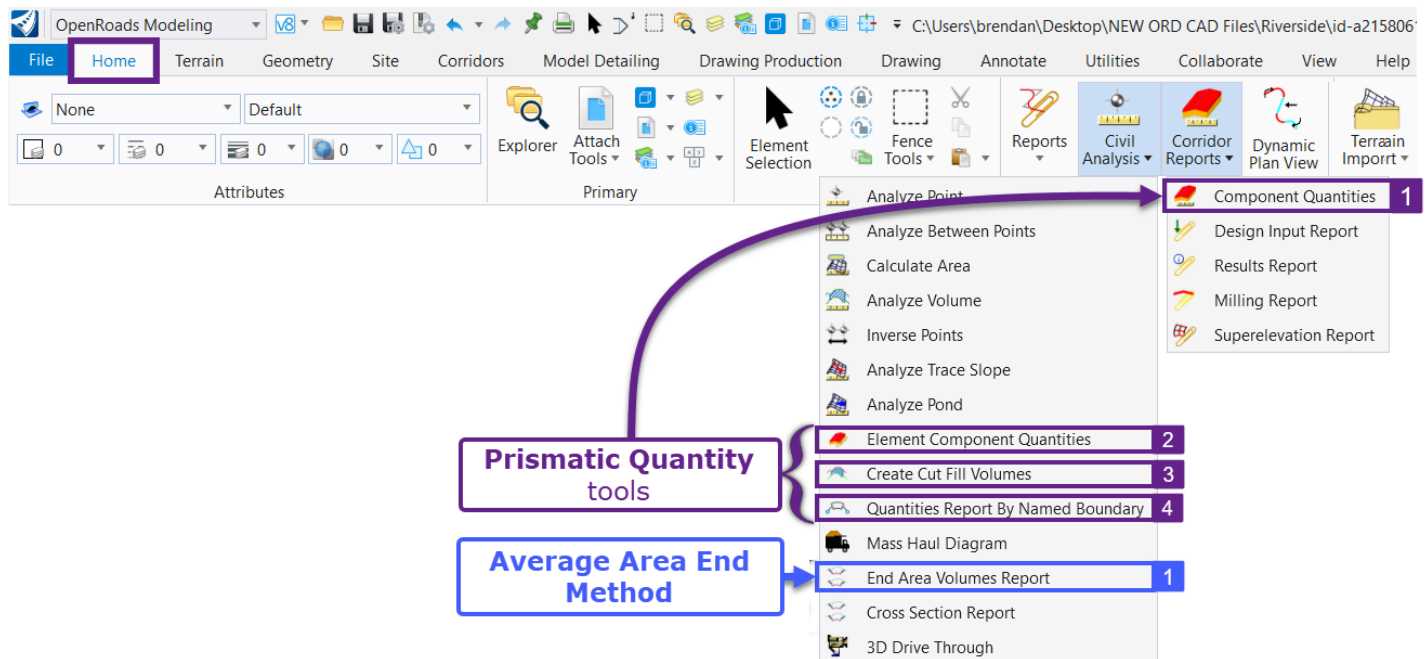 OpenRoads Modeling
C:\Users\brendan\Desktop\NEW ORD CAD Files\Riverside\id-a215806
File Home Terrain Geometry Site Corridors Model Detailing Drawing Production Drawing Annotate Utilities Collaborate View Help
None Default
0 0 0 0 0
Attributes
Explorer
Attach
Tools
Primary
Element
Selection
Fence
Tools
Reports
Civil
Analysis
Corridor
Reports
Dynamic
Plan View
Terrain
Imporrt
Analyze Point
Analyze Between Points
Calculate Area
Analyze Volume
Inverse Points
Analyze Trace Slope
Analyze Pond
Element Component Quantities 2
Create Cut Fill Volumes 3
Quantities Report By Named Boundary 4
Mass Haul Diagram
End Area Volumes Report 1
Cross Section Report
3D Drive Through
Component Quantities 1
Design Input Report
Results Report
Milling Report
Superelevation Report
Prismatic Quantity
tools
Average Area End
Method